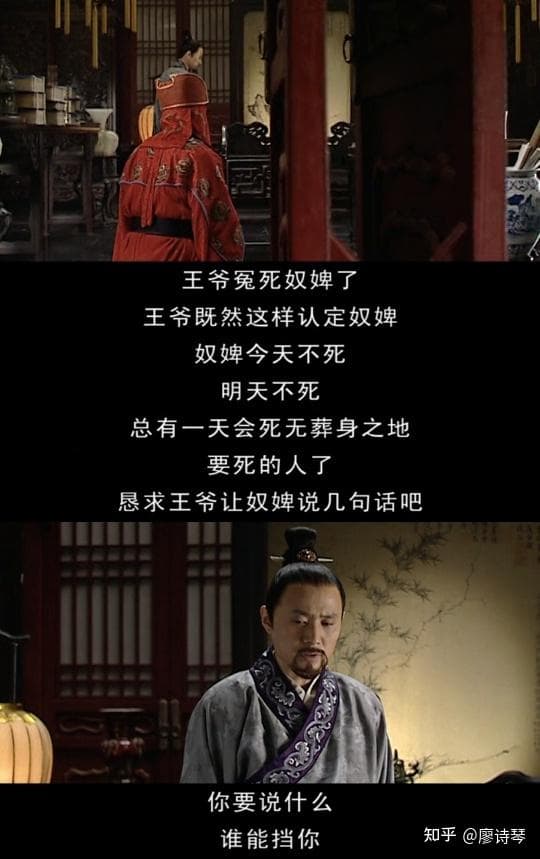 王爷冤死奴婢了
王爷既然这样认定奴婢
奴婢今天不死
明天不死
总有一天会死无葬身之地
要死的人了
恳求王爷让奴婢说几句话吧
你要说什么
谁能挡你
知乎 @廖诗琴